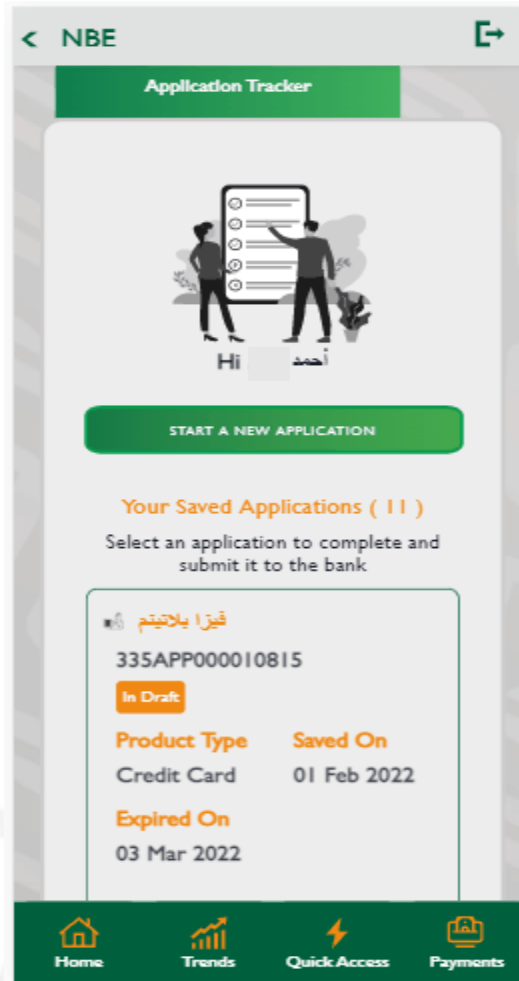 NBE
Application Tracker
Hi أحمد
START A NEW APPLICATION
Your Saved Applications ( 11 )
Select an application to complete and
submit it to the bank
فيزا بلاتينم
335APP000010815
In Draft
Product Type Saved On
Credit Card 01 Feb 2022
Expired On
03 Mar 2022
Home Trends Quick Access Payments